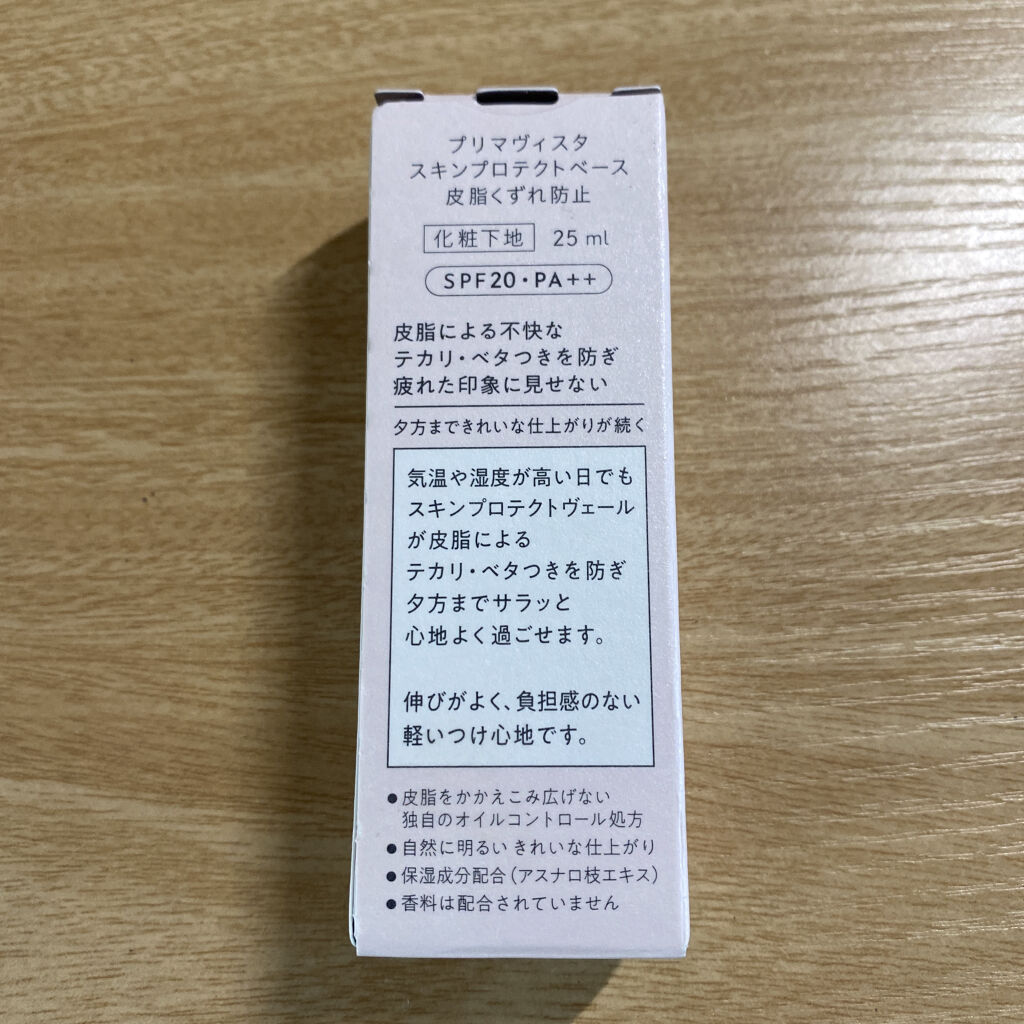 プリマヴィスタ
スキンプロテクトベース
皮脂くずれ防止
化粧下地 25 ml
SPF20・PA++
皮脂による不快な
テカリ・ベタつきを防ぎ
疲れた印象に見せない
夕方まできれいな仕上がりが続く
気温や湿度が高い日でも
スキンプロテクトヴェール
が皮脂による
テカリ・ベタつきを防ぎ
夕方までサラッと
心地よく過ごせます。
伸びがよく、負担感のない
軽いつけ心地です。
●皮脂をかかえこみ広げない
独自のオイルコントロール処方
●自然に明るい きれいな仕上がり
●保湿成分配合(アスナロ枝エキス)
●香料は配合されていません